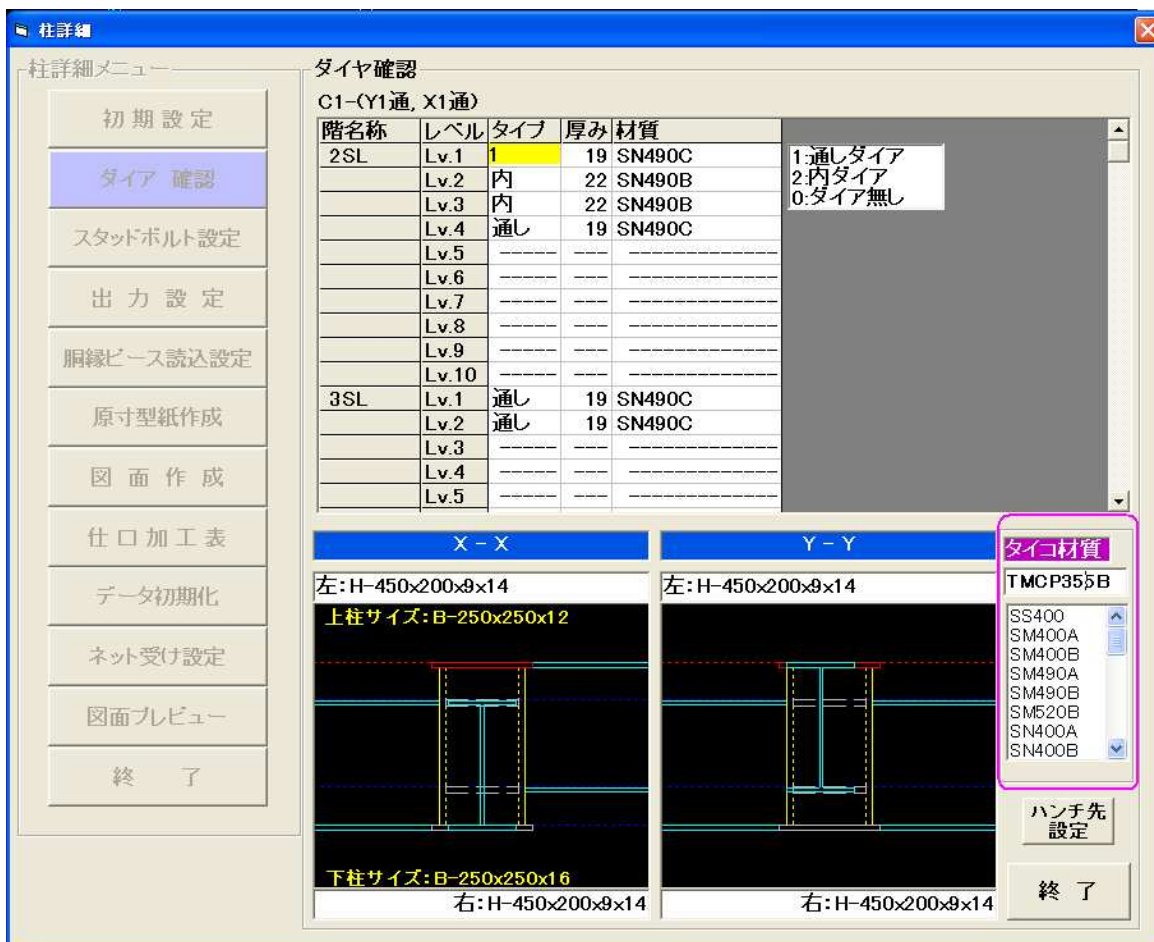 柱詳細
柱詳細メニュー
初期設定
ダイア 確認
スタッドボルト設定
出力設定
胴縁ピース読込設定
原寸型紙作成
図面作成
仕口加工表
データ初期化
ネット受け設定
図面プレビュー
終 了
ダイヤ確認
C1-(Y1通, X1通)
階名称 レベル タイプ 厚み 材質
2SL Lv.1 1 19 SN490C
Lv.2 内 22 SN490B
Lv.3 内 22 SN490B
Lv.4 通し 19 SN490C
Lv.5 ----- --- -------------
Lv.6 ----- --- -------------
Lv.7 ----- --- -------------
Lv.8 ----- --- -------------
Lv.9 ----- --- -------------
Lv.10 ----- --- -------------
3SL Lv.1 通し 19 SN490C
Lv.2 通し 19 SN490C
Lv.3 ----- --- -------------
Lv.4 ----- --- -------------
Lv.5 ----- --- -------------
1:通しダイア
2:内ダイア
0:ダイア無し
X - X
左:H-450x200x9x14
上柱サイズ:B-250x250x12
下柱サイズ:B-250x250x16
右:H-450x200x9x14
Y - Y
左:H-450x200x9x14
右:H-450x200x9x14
タイコ材質
TMCP355B
SS400
SM400A
SM400B
SM490A
SM490B
SM520B
SN400A
SN400B
ハンチ先
設定
終 了